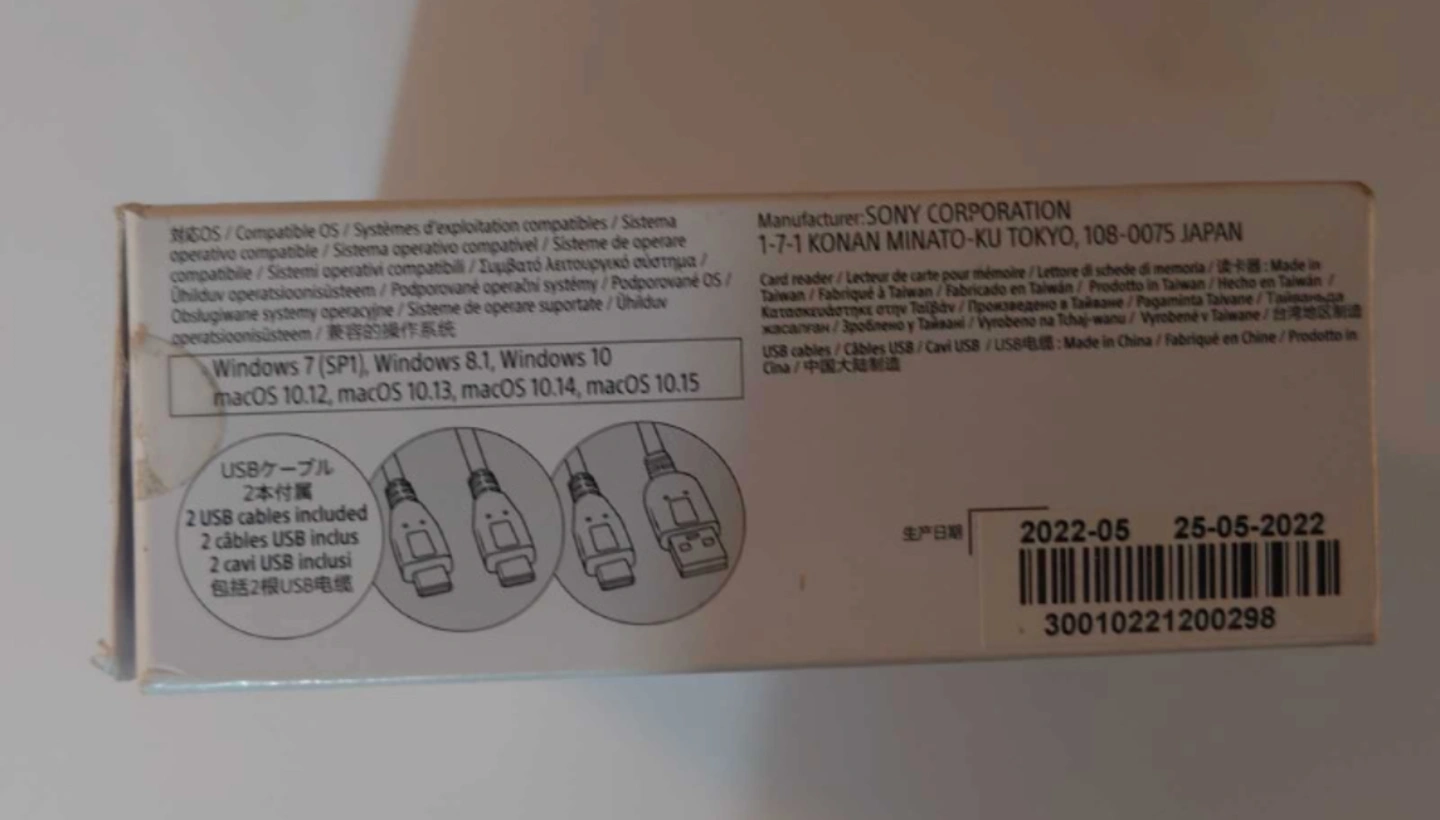 対応OS / Compatible OS / Systèmes d'exploitation compatibles / Sistema
operativo compatible / Sistema operativo compatível / Sisteme de operare
compatibile / Sistemi operativi compatibili / Συμβατό λειτουργικό σύστημα /
Ühilduv operatsioonisüsteem / Podporované operační systémy / Podporované OS /
Obsługiwane systemy operacyjne / Sisteme de operare suportate / Ühilduv
operatsioonisüsteem / 兼容的操作系统
Windows 7 (SP1), Windows 8.1, Windows 10
macOS 10.12, macOS 10.13, macOS 10.14, macOS 10.15
USBケーブル
2本付属
2 USB cables included
2 câbles USB inclus
2 cavi USB inclusi
包括2根USB电缆
Manufacturer: SONY CORPORATION
1-7-1 KONAN MINATO-KU TOKYO, 108-0075 JAPAN
Card reader / Lecteur de carte pour mémoire / Lettore di schede di memoria / 读卡器 : Made in
Taiwan / Fabriqué à Taiwan / Fabricado en Taiwán / Prodotto in Taiwan / Hecho en Taiwán /
Κατασκευάστηκε στην Ταϊβάν / Произведено в Тайване / Pagaminta Taivane / Тайваньда
жасалған / Зроблено у Тайвані / Vyrobeno na Tchaj-wanu / Vyrobené v Taiwane / 台湾地区制造
USB cables / Câbles USB / Cavi USB / USB电缆 : Made in China / Fabriqué en Chine / Prodotto in
Cina / 中国大陆制造
生产日期
2022-05 25-05-2022
30010221200298